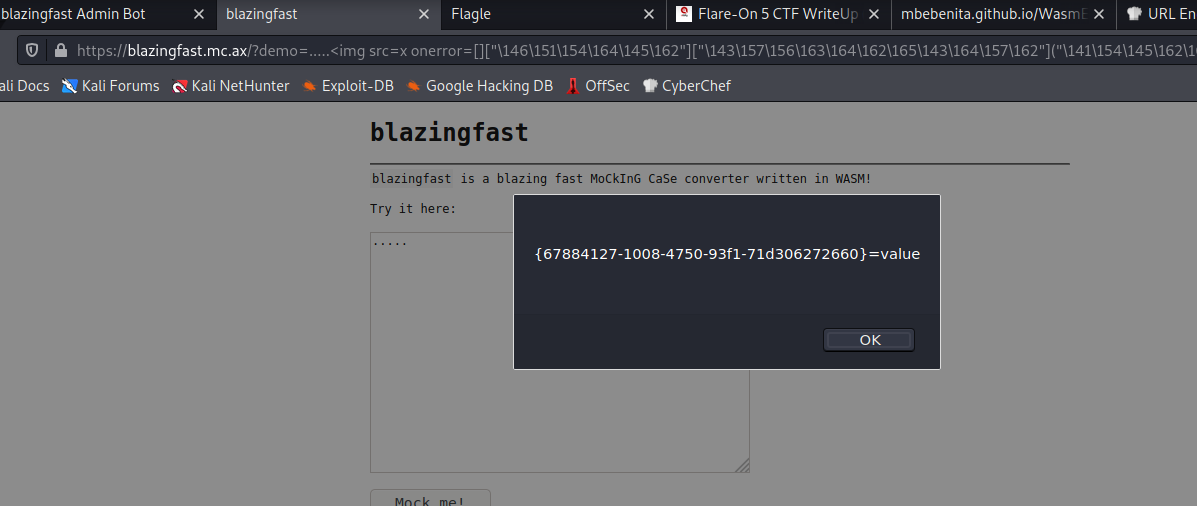 blazingfast Admin Bot
blazingfast
Flagle
Flare-On 5 CTF WriteUp
mbebenita.github.io/WasmE
URL En
https://blazingfast.mc.ax/?demo=.....<img src=x onerror=[]["\146\151\154\164\145\162"]["\143\157\156\163\164\162\165\143\164\157\162"]("\141\154\145\162\16
ali Docs
Kali Forums
Kali NetHunter
Exploit-DB
Google Hacking DB
OffSec
CyberChef
blazingfast
blazingfast is a blazing fast MoCkInG CaSe converter written in WASM!
Try it here:
.....
{67884127-1008-4750-93f1-71d306272660}=value
OK
Mock me!